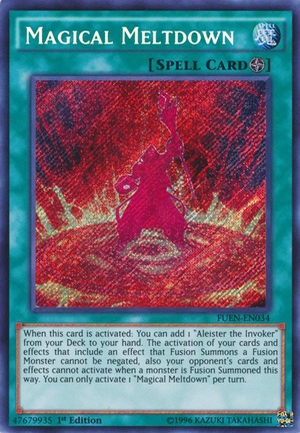 MAGICAL MELTDOWN
[SPELL CARD]
FUEN-EN034
When this card is activated: You can add 1 "Aleister the Invoker"
from your Deck to your hand. The activation of your cards and
effects that include an effect that Fusion Summons a Fusion
Monster cannot be negated, also your opponent's cards and
effects cannot activate when a monster is Fusion Summoned this
way. You can only activate 1 "Magical Meltdown" per turn.
47679935 1st Edition ©1996 KAZUKI TAKAHASHI